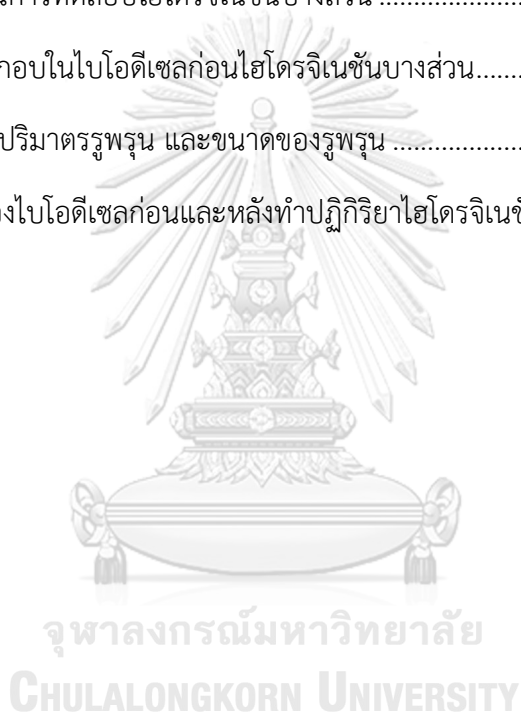 การทดสอบไฮโดรจิเนชันบางส่วน ........................
กอบในไบโอดีเซลก่อนไฮโดรจิเนชันบางส่วน.......
ปริมาตรรูพรุน และขนาดของรูพรุน .....................
งไบโอดีเซลก่อนและหลังทำปฏิกิริยาไฮโดรจิเนชั
จุฬาลงกรณ์มหาวิทยาลัย
CHULALONGKORN UNIVERSITY